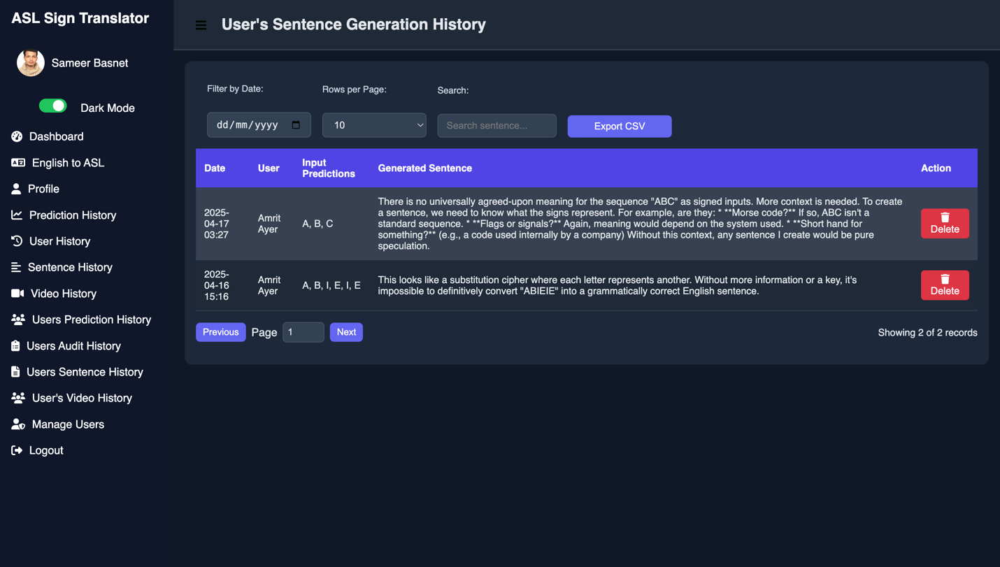 ASL Sign Translator
Sameer Basnet
Dark Mode
Dashboard
English to ASL
Profile
Prediction History
User History
Sentence History
Video History
Users Prediction History
Users Audit History
Users Sentence History
User's Video History
Manage Users
Logout
User's Sentence Generation History
Filter by Date:
Rows per Page:
Search:
dd/mm/yyyy
10
Search sentence...
Export CSV
Date
User
Input
Predictions
Generated Sentence
Action
2025-
04-17
03:27
Amrit
Ayer
A, B, C
There is no universally agreed-upon meaning for the sequence "ABC" as signed inputs. More context is needed. To create
a sentence, we need to know what the signs represent. For example, are they: * **Morse code?** If so, ABC isn't a
standard sequence. * **Flags or signals?** Again, meaning would depend on the system used. * **Short hand for
something?** (e.g., a code used internally by a company) Without this context, any sentence I create would be pure
speculation.
Delete
2025-
04-16
15:16
Amrit
Ayer
A, B, I, E, I, E
This looks like a substitution cipher where each letter represents another. Without more information or a key, it's
impossible to definitively convert "ABIEIE" into a grammatically correct English sentence.
Delete
Previous
Page
1
Next
Showing 2 of 2 records